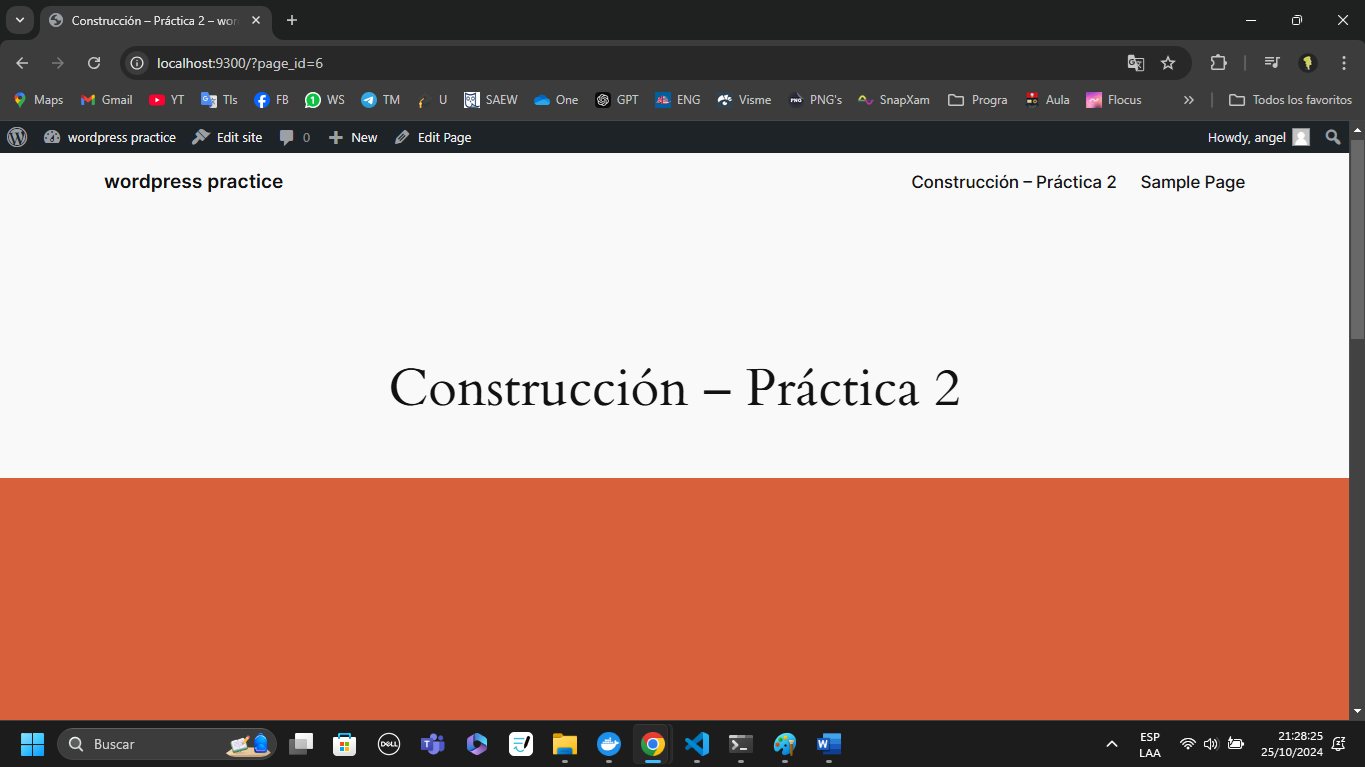 Construcción – Práctica 2 – wor
localhost:9300/?page_id=6
Maps Gmail YT TIs FB WS TM U SAEW One GPT ENG Visme PNG's SnapXam Progra Aula Flocus Todos los favoritos
wordpress practice Edit site 0 New Edit Page Howdy, angel
wordpress practice Construcción – Práctica 2 Sample Page
Construcción – Práctica 2
Buscar
DELL
ESP
LAA
21:28:25
25/10/2024